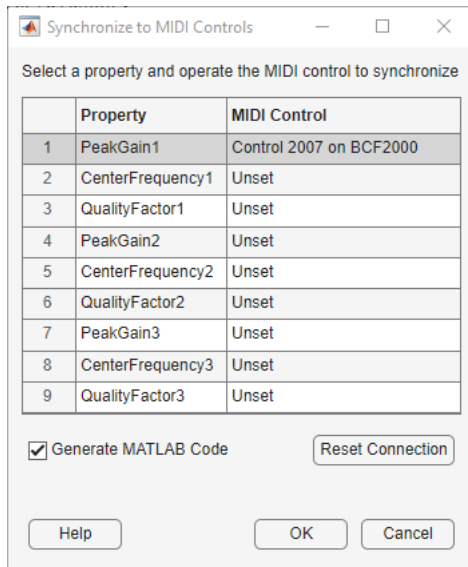 Synchronize to MIDI Controls
Select a property and operate the MIDI control to synchronize
Property MIDI Control
1 PeakGain1 Control 2007 on BCF2000
2 CenterFrequency1 Unset
3 QualityFactor1 Unset
4 PeakGain2 Unset
5 CenterFrequency2 Unset
6 QualityFactor2 Unset
7 PeakGain3 Unset
8 CenterFrequency3 Unset
9 QualityFactor3 Unset
Generate MATLAB Code Reset Connection
Help OK Cancel